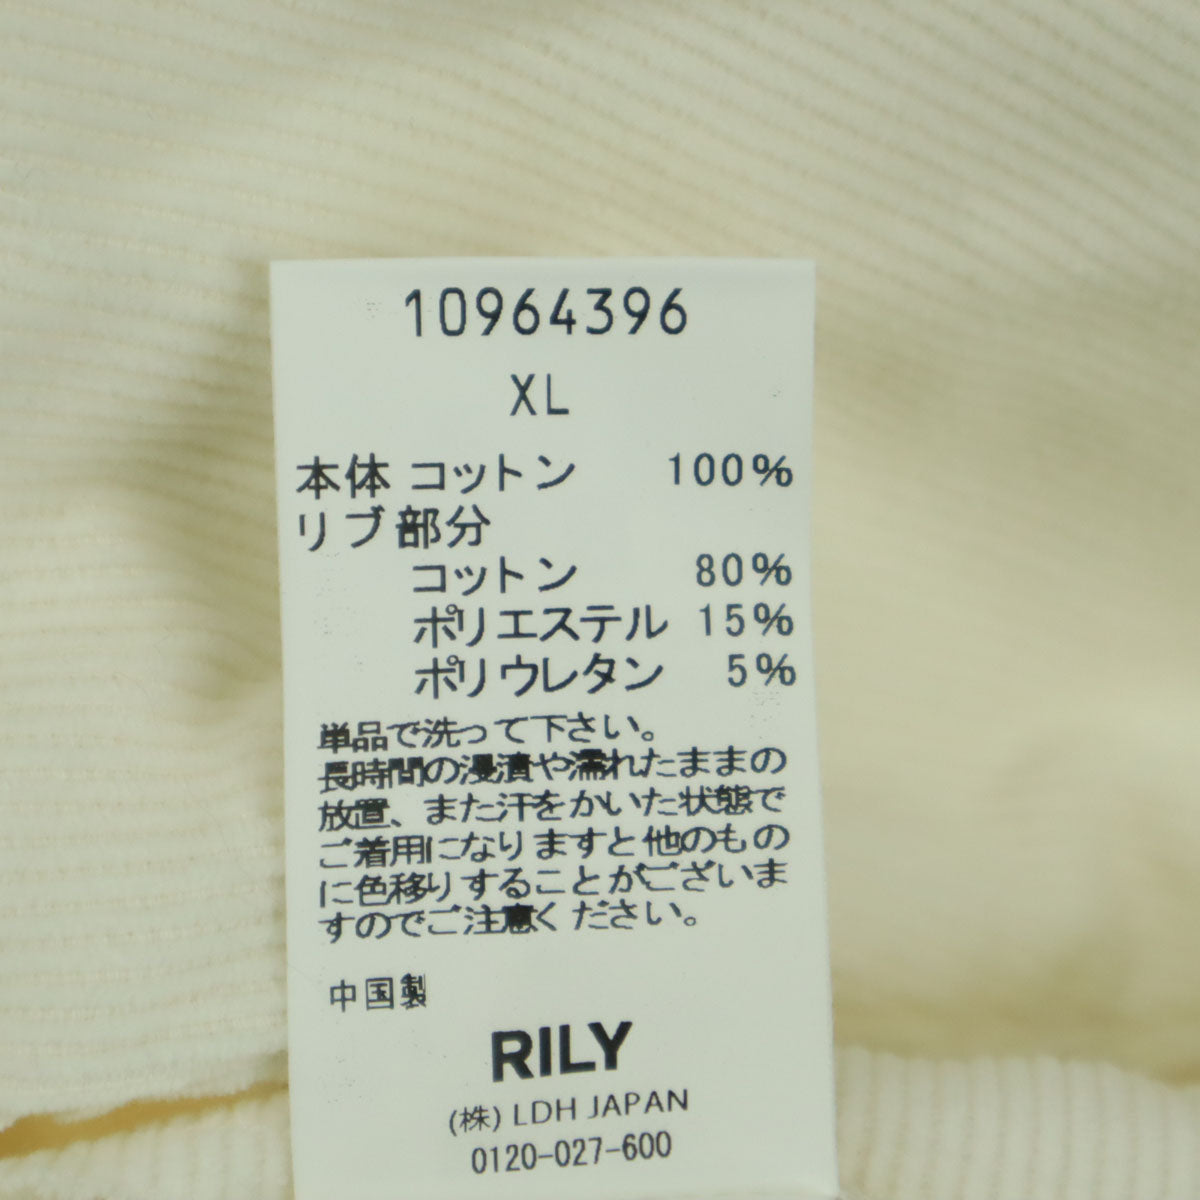 10964396
XL
本体 コットン 100%
リブ部分
コットン 80%
ポリエステル 15%
ポリウレタン 5%
単品で洗って下さい。
長時間の浸漬や濡れたままの
放置、また汗をかいた状態で
ご着用になりますと他のもの
に色移りすることがございま
すのでご注意ください。
中国製
RILY
(株) LDH JAPAN
0120-027-600